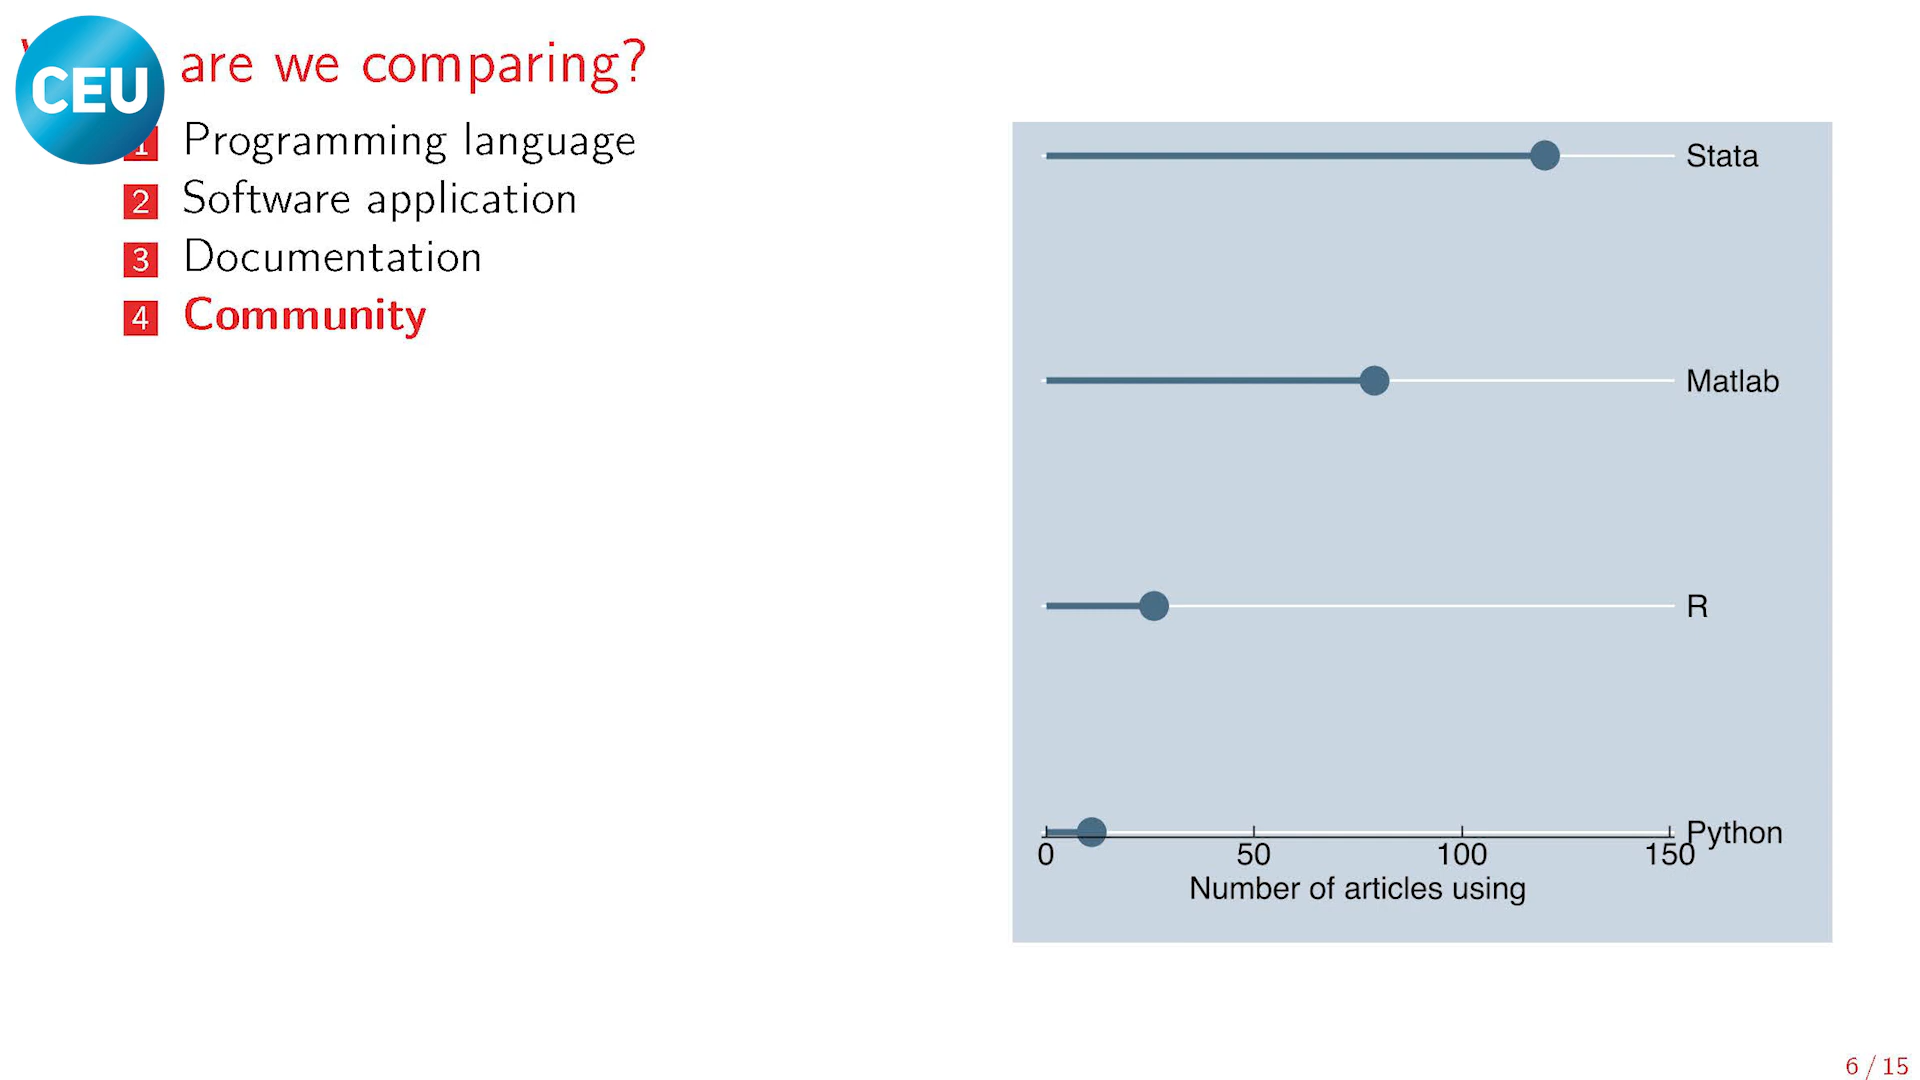 CEU
are we comparing?
1 Programming language
2 Software application
3 Documentation
4 Community
Stata
Matlab
R
Python
0 50 100 150
Number of articles using
6 / 15